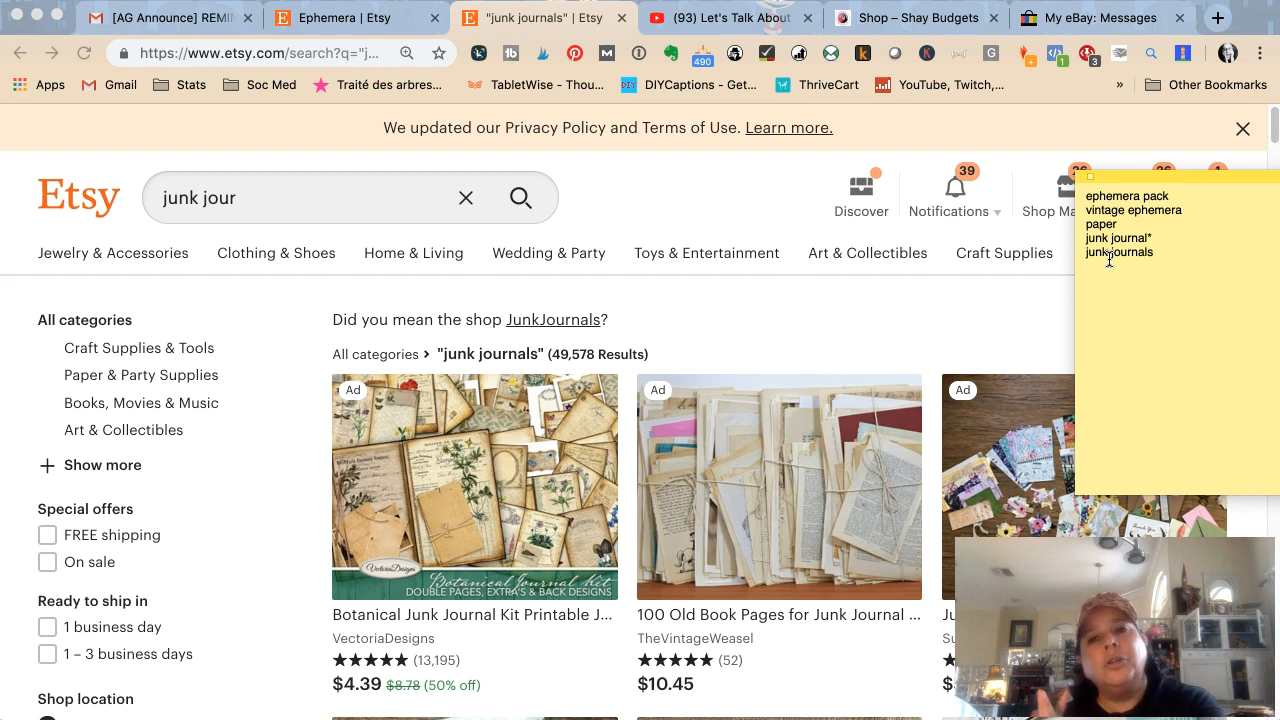 [AG Announce] REMI
Ephemera | Etsy
"junk journals" | Etsy
(93) Let's Talk About
Shop – Shay Budgets
My eBay: Messages
https://www.etsy.com/search?q="j...
490
1
3
Apps
Gmail
Stats
Soc Med
Traité des arbres...
TabletWise - Thou...
DIYCaptions - Get...
ThriveCart
YouTube, Twitch,...
»
Other Bookmarks
We updated our Privacy Policy and Terms of Use. Learn more.
Etsy
junk jour
Discover
39
Notifications
Shop Ma
ephemera pack
vintage ephemera
paper
junk journal*
junk journals
Jewelry & Accessories
Clothing & Shoes
Home & Living
Wedding & Party
Toys & Entertainment
Art & Collectibles
Craft Supplies
All categories
Craft Supplies & Tools
Paper & Party Supplies
Books, Movies & Music
Art & Collectibles
Show more
Special offers
FREE shipping
On sale
Ready to ship in
1 business day
1 – 3 business days
Shop location
Did you mean the shop JunkJournals?
All categories > "junk journals" (49,578 Results)
Ad
VectoriaDesigns
Botanical Journal Kit
DOUBLE PAGES, EXTRA'S & BACK DESIGNS
Botanical Junk Journal Kit Printable J...
VectoriaDesigns
(13,195)
$4.39 $8.78 (50% off)
Ad
100 Old Book Pages for Junk Journal ...
TheVintageWeasel
(52)
$10.45
Ad
Ju
Su
$